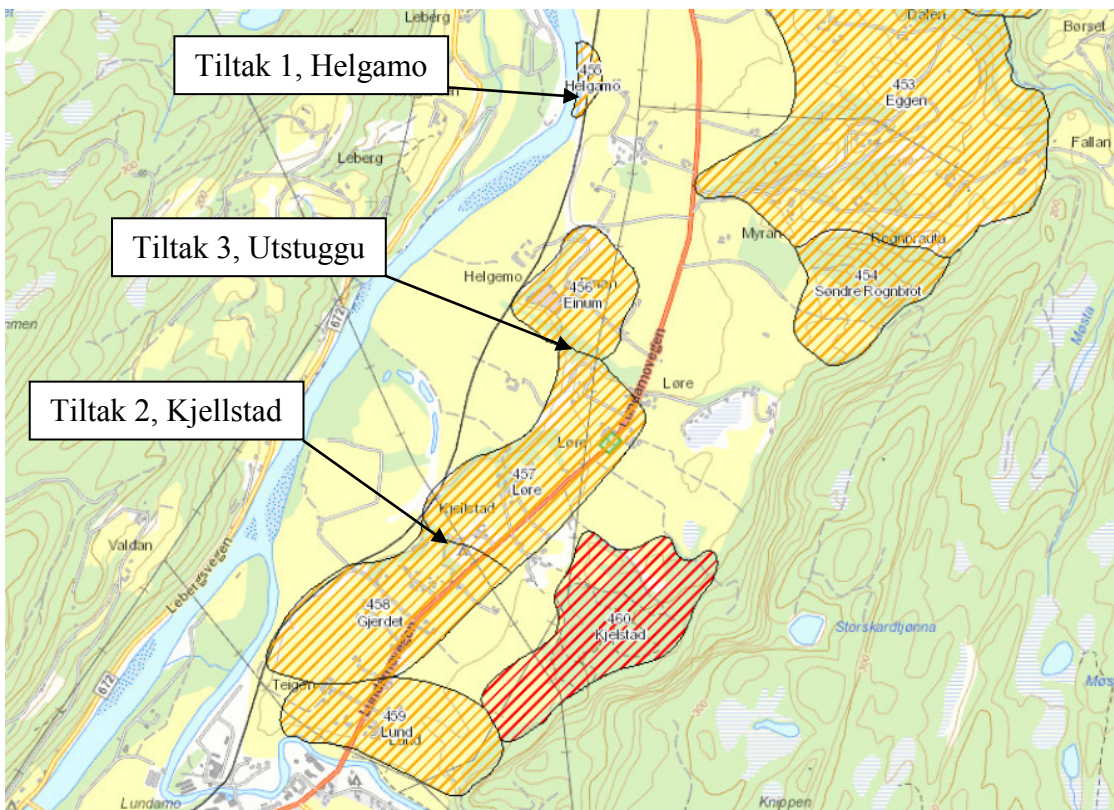 Leberg
Dalen
Børset
Tiltak 1, Helgamo
455
Helgamo
453
Eggen
Fallan
Leberg
300
200
300
200
Tiltak 3, Utstuggu
Myran
Rognbrauta
Helgemo
456
Einum
454
Søndre Rognbrot
672
Møsta
Lundamovegen
Løre
Tiltak 2, Kjellstad
Løre
457
Løre
Kjelstad
Valdan
Lebergsvegen
458
Gjerdet
460
Kjelstad
Storskardtjønna
300
672
Teigen
Lundamovegen
459
Lund
Lund
Lundamo
Knippen